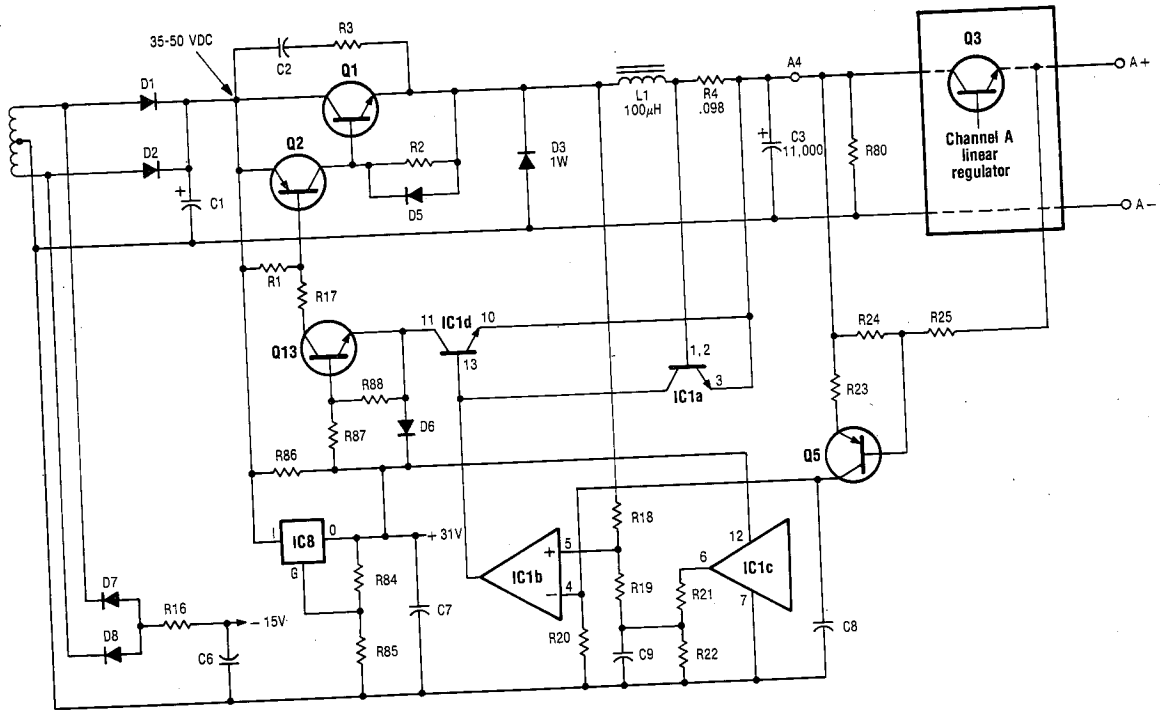 35-50 VDC
R3
C2
Q1
D1
D2
+
C1
Q2
R2
D5
D3
1W
L1
100µH
R4
.098
A4
+
C3
11,000
R80
Q3
Channel A
linear
regulator
A+
A−
R1
R17
Q13
11
IC1d
10
13
1, 2
3
IC1a
R24
R25
R23
Q5
R88
R87
D6
R86
I
IC8
O
G
+ 31V
R84
R85
C7
IC1b
+
5
−
4
R18
R19
R20
C9
R21
R22
6
12
IC1c
7
C8
D7
D8
R16
− 15V
C6